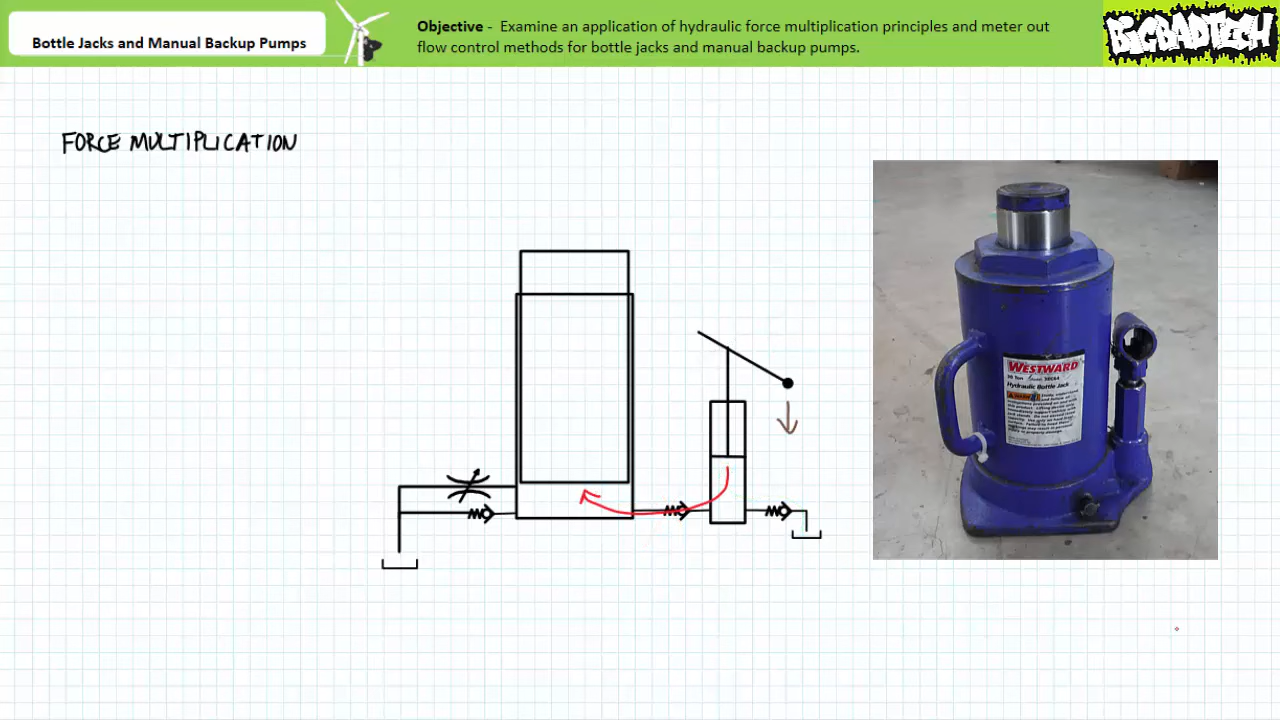 Bottle Jacks and Manual Backup Pumps
Objective - Examine an application of hydraulic force multiplication principles and meter out
flow control methods for bottle jacks and manual backup pumps.
BIGBADTECH
FORCE MULTIPLICATION
WESTWARD
Hydraulic Bottle Jack